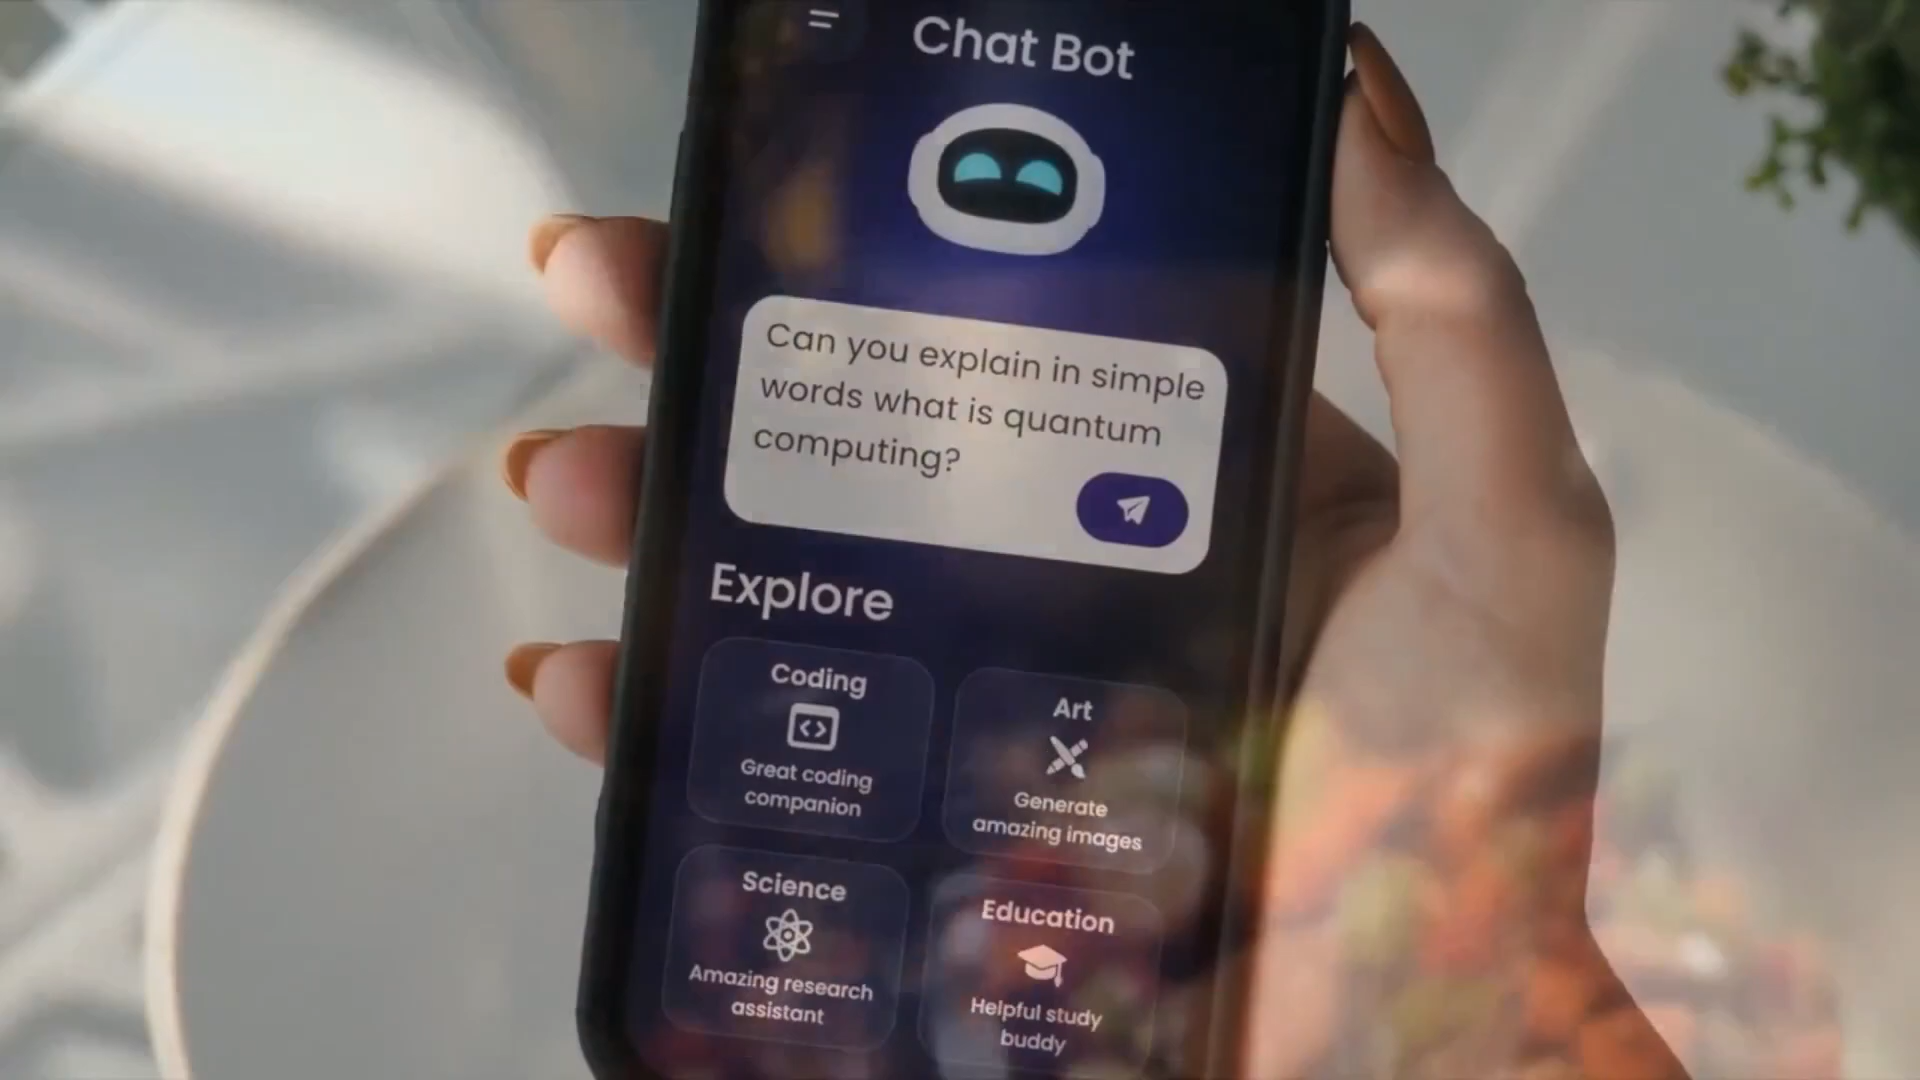 Chat Bot
Can you explain in simple
words what is quantum
computing?
Explore
Coding
Great coding
companion
Art
Generate
amazing images
Science
Amazing research
assistant
Education
Helpful study
buddy